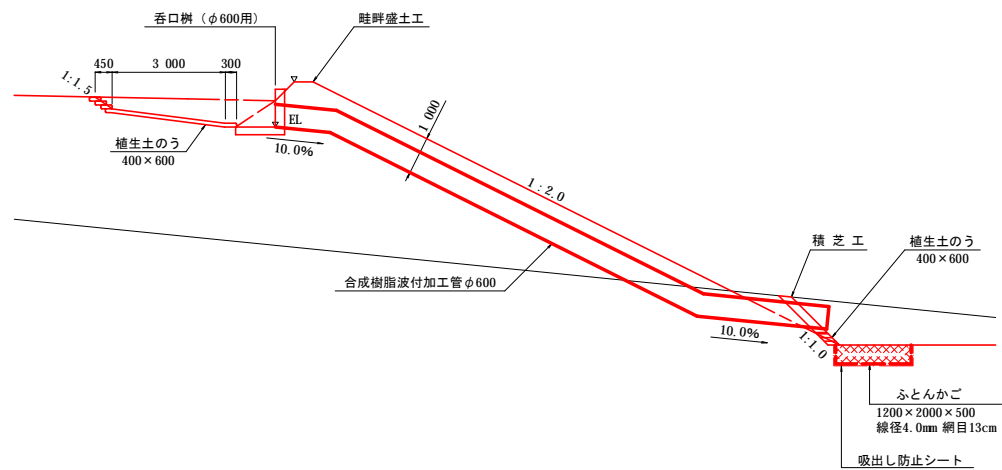 呑口桝（φ600用）
畦畔盛土工
450
3 000
300
1:1.5
EL
10.0%
植生土のう
400×600
1 000
1:2.0
合成樹脂波付加工管φ600
積 芝 工
植生土のう
400×600
10.0%
1:1.0
ふとんかご
1200×2000×500
線径4.0mm 網目13cm
吸出し防止シート